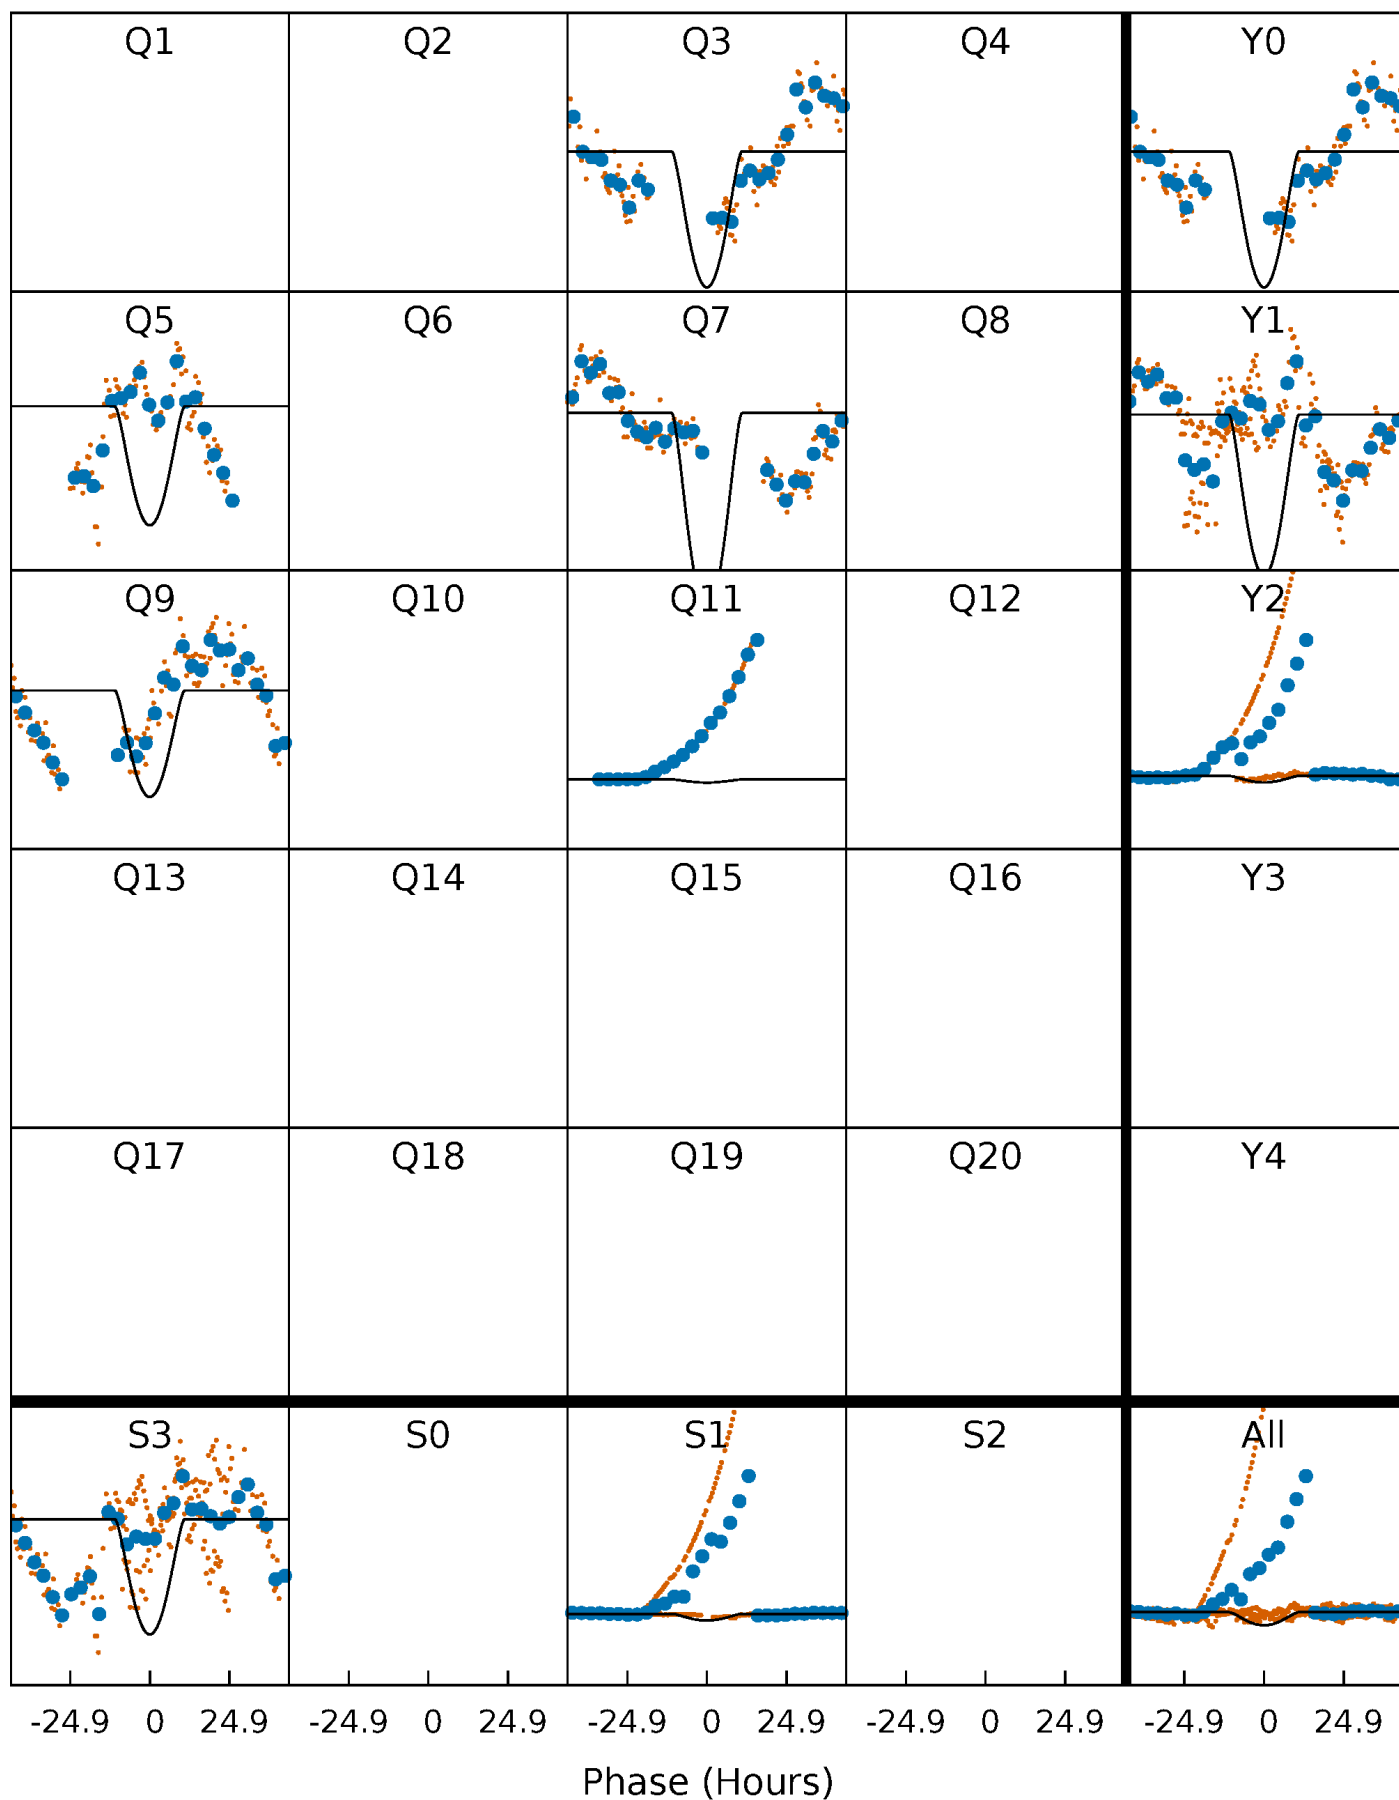 Q1 Q2 Q3 Q4 Y0
Q5 Q6 Q7 Q8 Y1
Q9 Q10 Q11 Q12 Y2
Q13 Q14 Q15 Q16 Y3
Q17 Q18 Q19 Q20 Y4
S3 S0 S1 S2 All
-24.9 0 24.9 -24.9 0 24.9 -24.9 0 24.9 -24.9 0 24.9 -24.9 0 24.9
Phase (Hours)